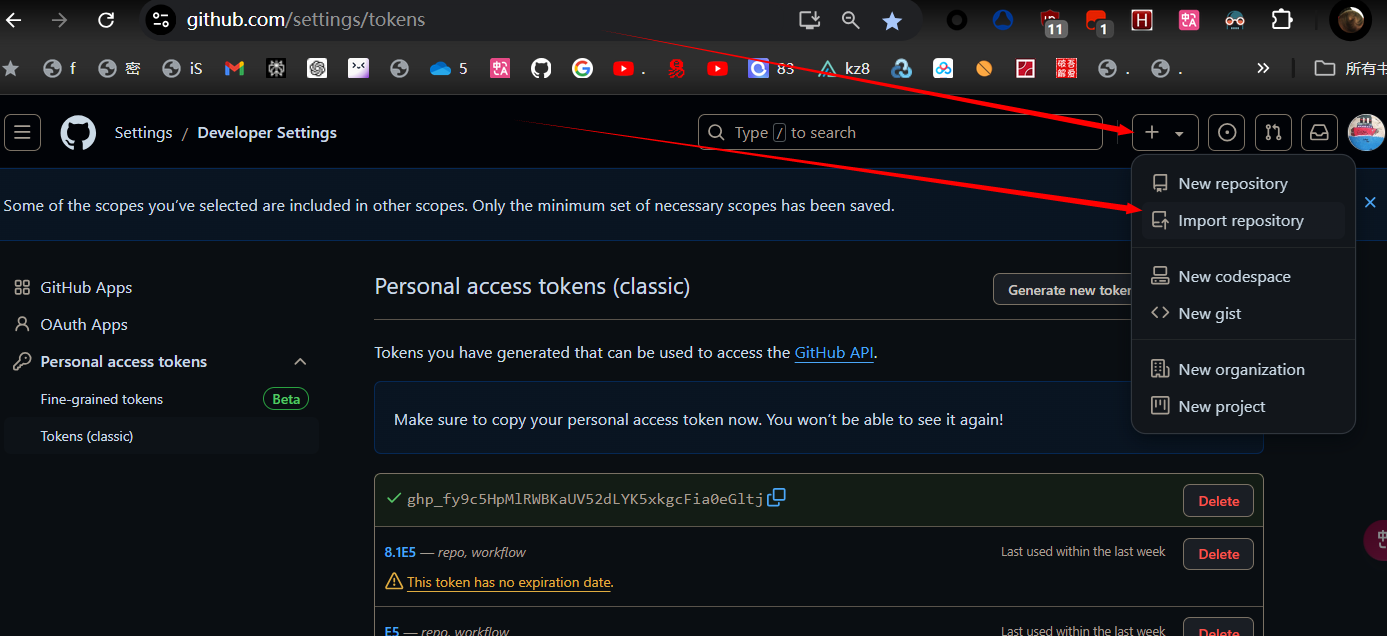 github.com/settings/tokens
11
1
f
密
iS
5
.
83
kz8
.
.
所有
Settings / Developer Settings
Type / to search
New repository
Some of the scopes you've selected are included in other scopes. Only the minimum set of necessary scopes has been saved.
Import repository
New codespace
New gist
New organization
New project
GitHub Apps
OAuth Apps
Personal access tokens
Fine-grained tokens
Beta
Tokens (classic)
Personal access tokens (classic)
Generate new token
Tokens you have generated that can be used to access the GitHub API.
Make sure to copy your personal access token now. You won't be able to see it again!
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
Delete
8.1E5 — repo, workflow
Last used within the last week
Delete
This token has no expiration date.
E5 — repo, workflow
Last used within the last week
Delete